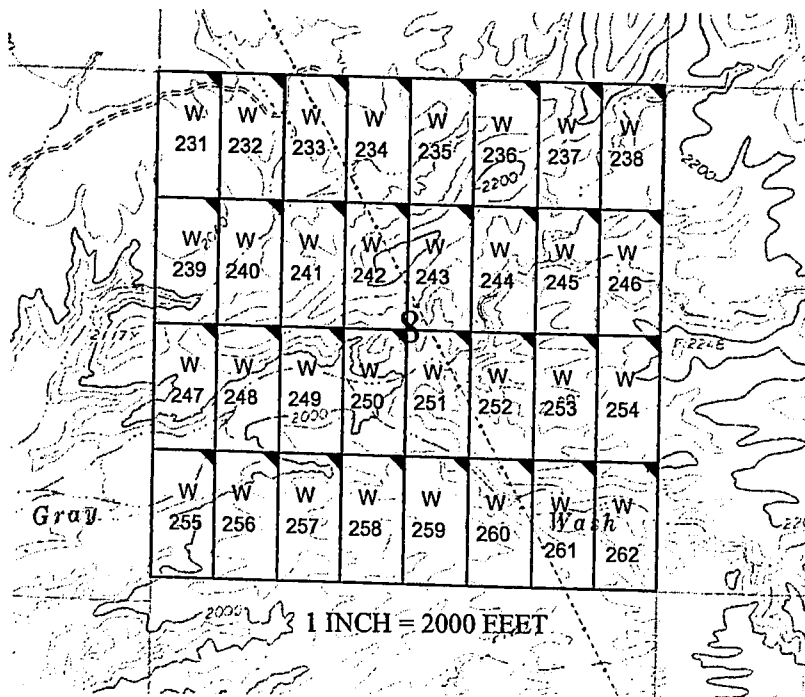 W W W W W W W W
231 232 233 234 235 236 237 238
2200
2200
W W W W W W W W
239 240 241 242 243 244 245 246
8
W W W W W W W W
247 248 249 250 251 252 253 254
2000
W W W W W W W W
255 256 257 258 259 260 261 262
Gray Wash
2000
1 INCH = 2000 FEET